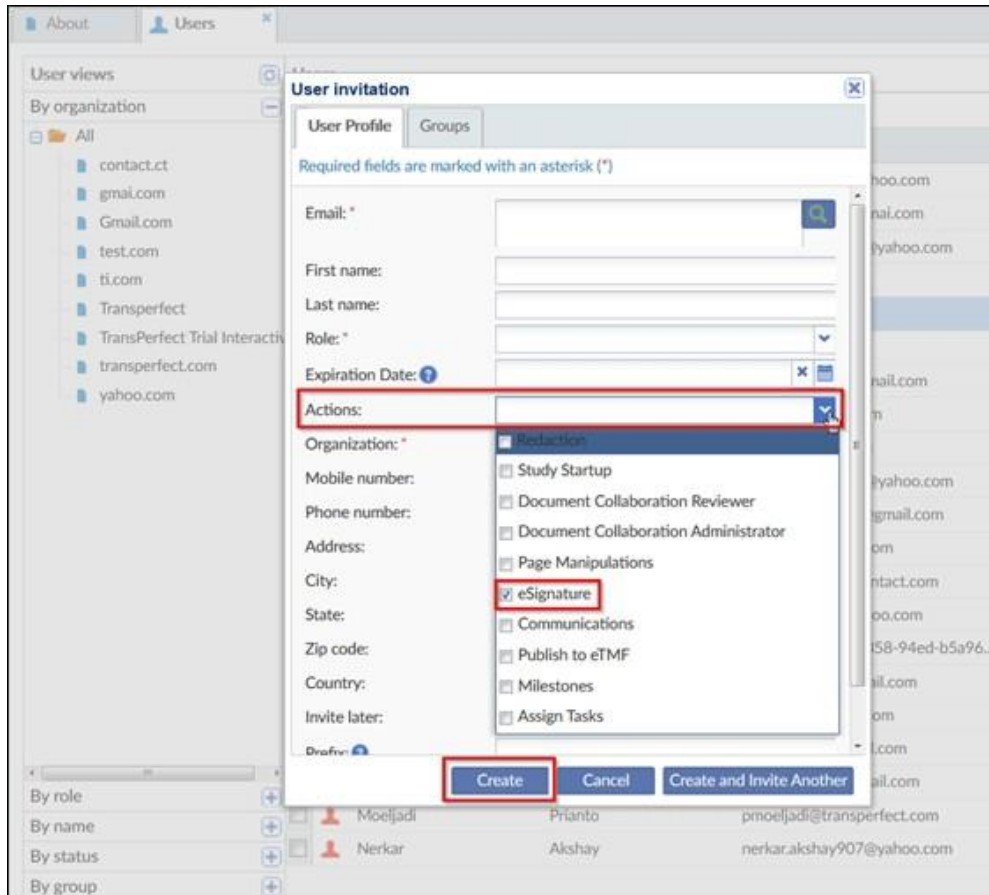 About
Users
User views
By organization
All
contact.ct
gmai.com
Gmail.com
test.com
ti.com
Transperfect
TransPerfect Trial Interactiv
transperfect.com
yahoo.com
By role
By name
By status
By group
User invitation
User Profile
Groups
Required fields are marked with an asterisk (*)
Email: *
First name:
Last name:
Role: *
Expiration Date:
Actions:
Organization: *
Mobile number:
Phone number:
Address:
City:
State:
Zip code:
Country:
Invite later:
Prefix:
Redaction
Study Startup
Document Collaboration Reviewer
Document Collaboration Administrator
Page Manipulations
eSignature
Communications
Publish to eTMF
Milestones
Assign Tasks
Create
Cancel
Create and Invite Another
hoo.com
nai.com
yahoo.com
nail.com
m
yahoo.com
gmail.com
om
ntact.com
oo.com
358-94ed-b5a96...
ail.com
om
l.com
ail.com
Moeljadi Prianto pmoeljadi@transperfect.com
Nerkar Akshay nerkar.akshay907@yahoo.com